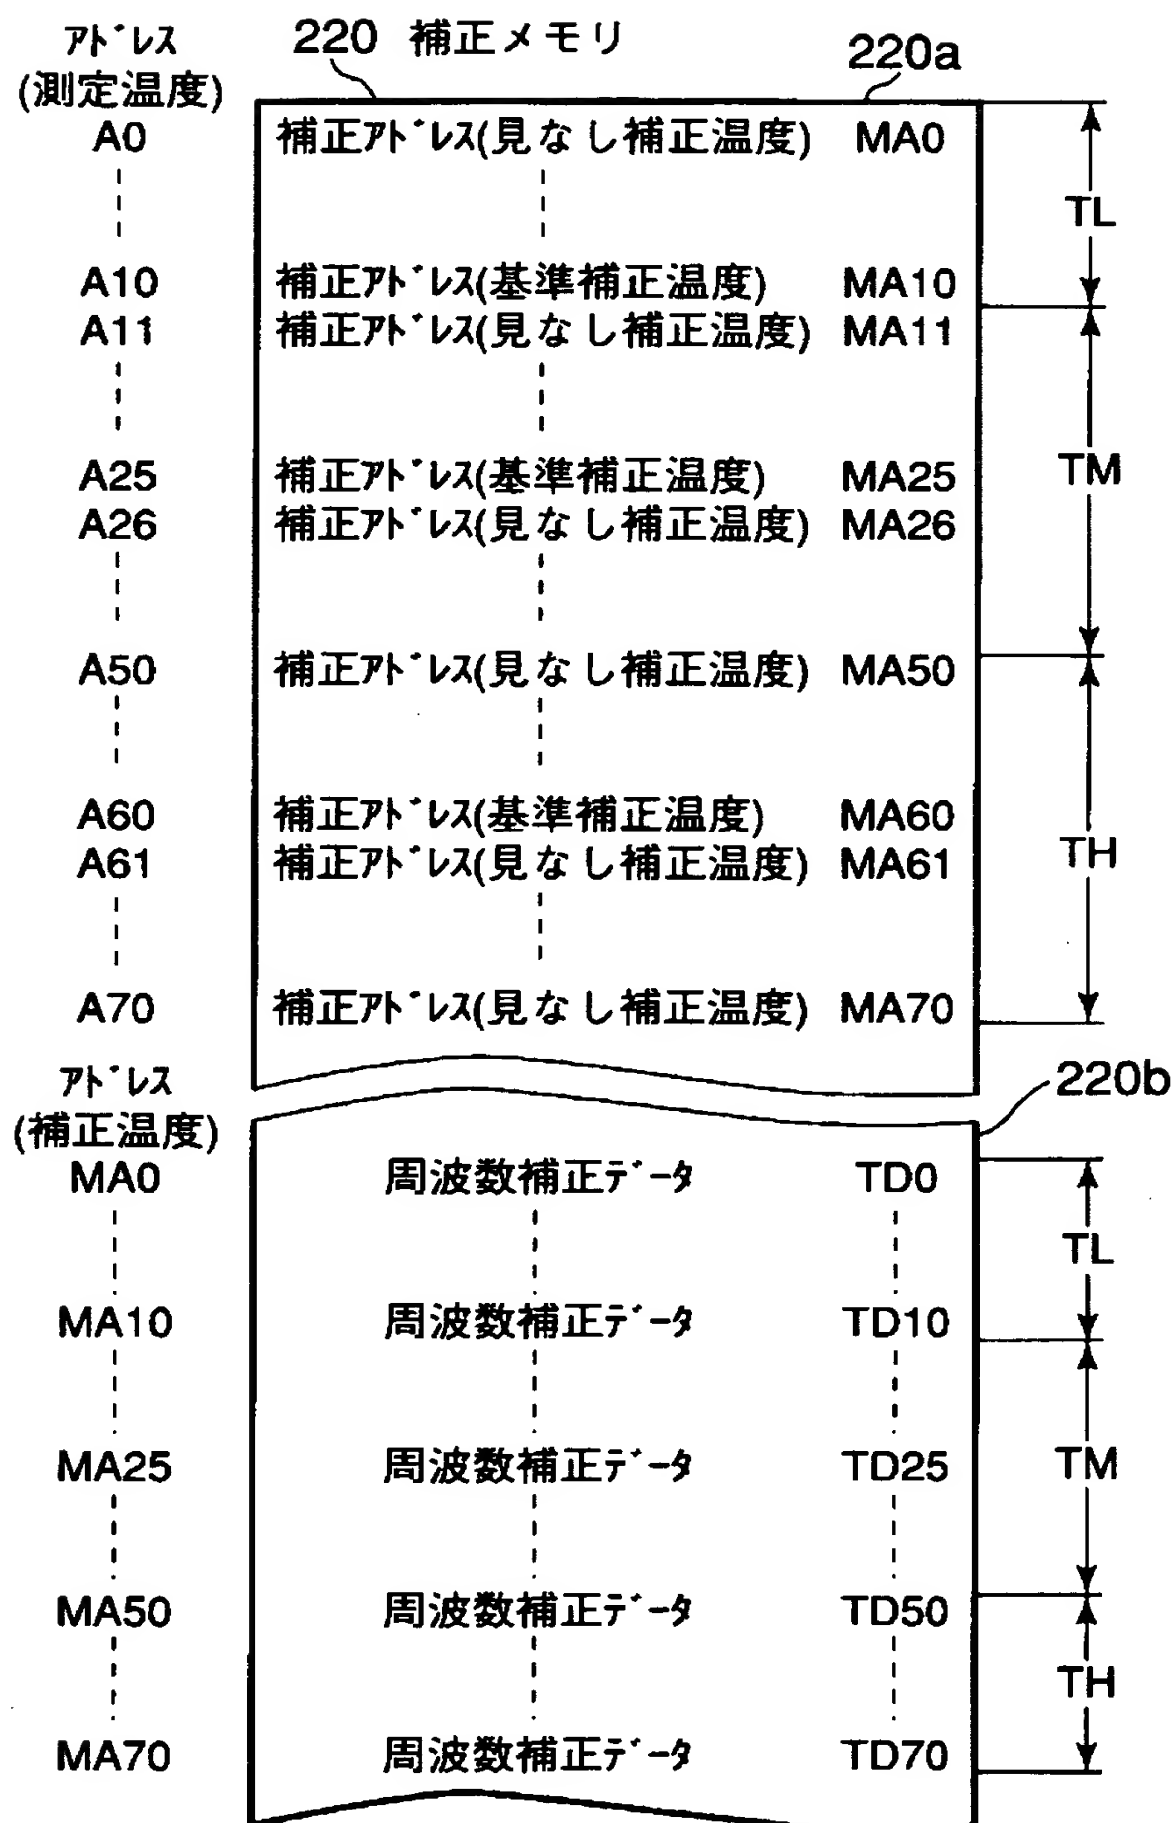 アドレス 220 補正メモリ 220a
(測定温度)
A0 補正アドレス(見なし補正温度) MA0
TL
A10 補正アドレス(基準補正温度) MA10
A11 補正アドレス(見なし補正温度) MA11
A25 補正アドレス(基準補正温度) MA25 TM
A26 補正アドレス(見なし補正温度) MA26
A50 補正アドレス(見なし補正温度) MA50
A60 補正アドレス(基準補正温度) MA60
A61 補正アドレス(見なし補正温度) MA61 TH
A70 補正アドレス(見なし補正温度) MA70
アドレス 220b
(補正温度)
MA0 周波数補正データ TD0
TL
MA10 周波数補正データ TD10
MA25 周波数補正データ TD25 TM
MA50 周波数補正データ TD50
TH
MA70 周波数補正データ TD70